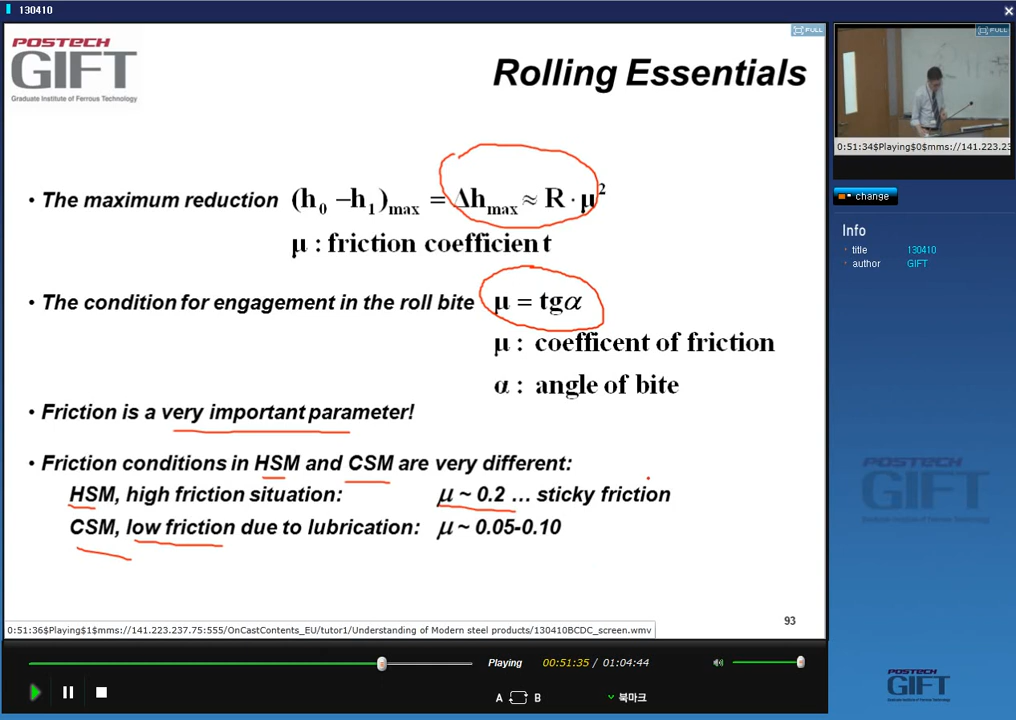 130410
POSTECH
GIFT
Graduate Institute of Ferrous Technology
FULL
Rolling Essentials
• The maximum reduction (h₀ −h₁)max = Δhmax ≈ R · μ²
μ : friction coefficient
• The condition for engagement in the roll bite μ = tgα
μ : coefficent of friction
α : angle of bite
• Friction is a very important parameter!
• Friction conditions in HSM and CSM are very different:
HSM, high friction situation: μ ~ 0.2 … sticky friction
CSM, low friction due to lubrication: μ ~ 0.05-0.10
93
0:51:36$Playing$1$mms://141.223.237.75:555/OnCastContents_EU/tutor1/Understanding of Modern steel products/130410BCDC_screen.wmv
Playing 00:51:35 / 01:04:44
A B 북마크
FULL
0:51:34$Playing$0$mms://141.223.23
change
Info
title 130410
author GIFT
POSTECH
GIFT
POSTECH
GIFT